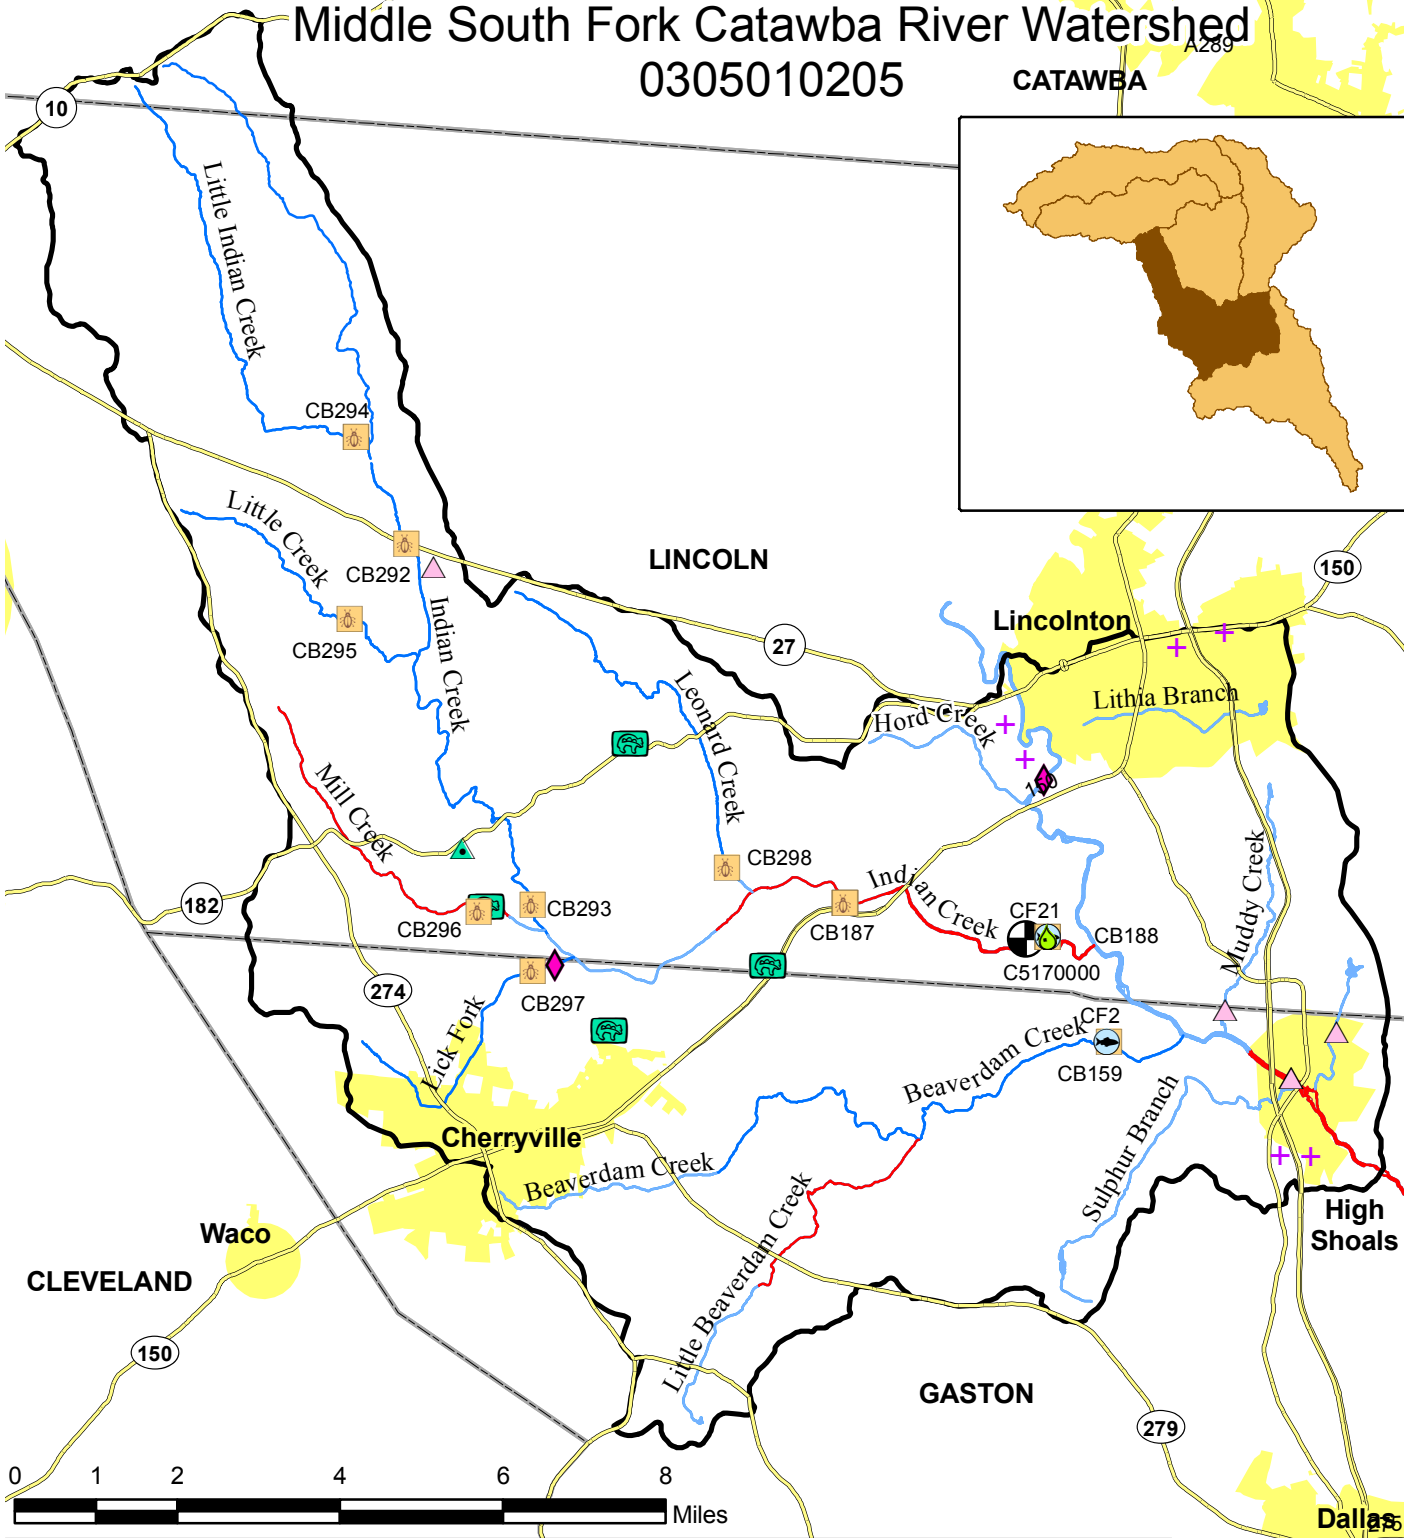 Middle South Fork Catawba River Watershed
0305010205
A289
CATAWBA
10
Little Indian Creek
CB294
Little Creek
CB292
LINCOLN
150
CB295
Indian Creek
27
Lincolnton
Leonard Creek
Hord Creek
Lithia Branch
Mill Creek
150
CB298
Indian Creek
Muddy Creek
182
CB296
CB293
CB187
CF21
CB188
C5170000
274
CB297
Lick Fork
CF2
Beaverdam Creek
CB159
Sulphur Branch
Cherryville
Beaverdam Creek
Little Beaverdam Creek
Waco
High
Shoals
CLEVELAND
150
GASTON
279
0 1 2 4 6 8
Miles
Dallas
275